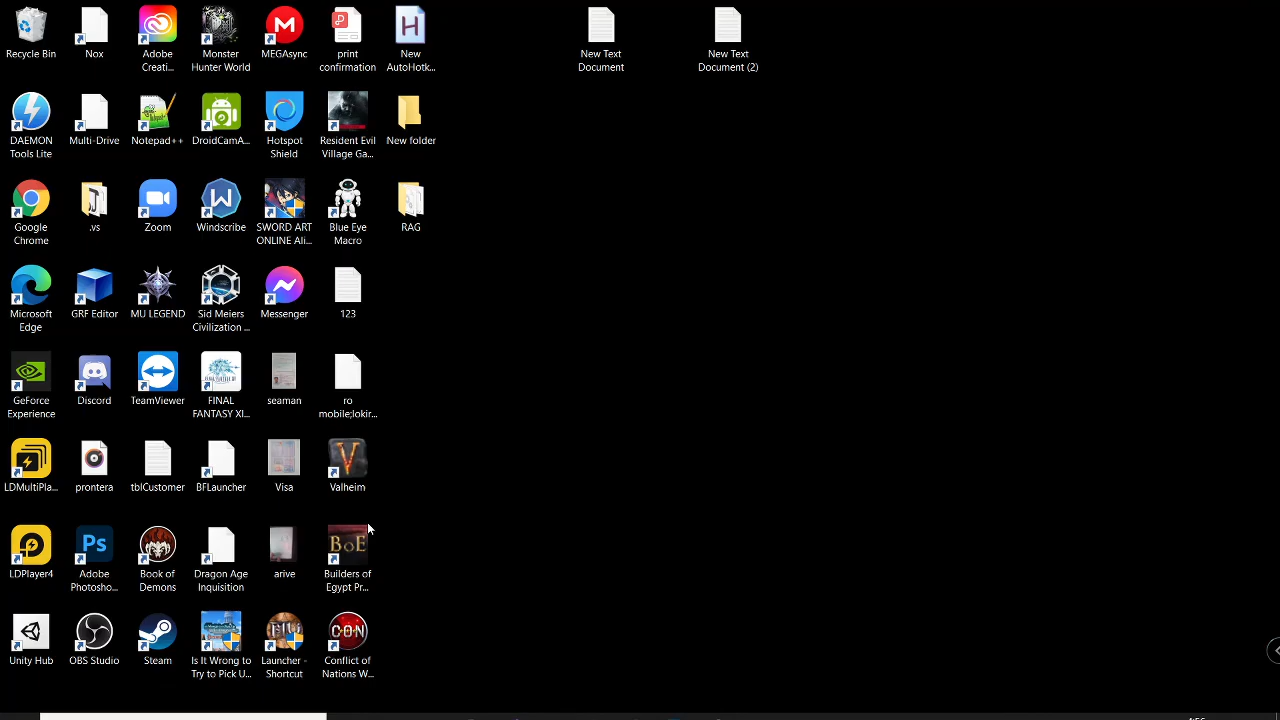 Recycle Bin
Nox
Adobe
Creati...
Monster
Hunter World
MEGAsync
print
confirmation
New
AutoHotk...
New Text
Document
New Text
Document (2)
DAEMON
Tools Lite
Multi-Drive
Notepad++
DroidCamA...
Hotspot
Shield
Resident Evil
Village Ga...
New folder
Google
Chrome
.vs
Zoom
Windscribe
SWORD ART
ONLINE Ali...
Blue Eye
Macro
RAG
Microsoft
Edge
GRF Editor
MU LEGEND
Sid Meiers
Civilization ...
Messenger
123
GeForce
Experience
Discord
TeamViewer
FINAL
FANTASY XI...
seaman
ro
mobile;lokir...
LDMultiPla...
prontera
tblCustomer
BFLauncher
Visa
Valheim
LDPlayer4
Ps
Adobe
Photosho...
Book of
Demons
Dragon Age
Inquisition
arive
BoE
Builders of
Egypt Pr...
Unity Hub
OBS Studio
Steam
Is It Wrong to
Try to Pick U...
Launcher -
Shortcut
CON
Conflict of
Nations W...